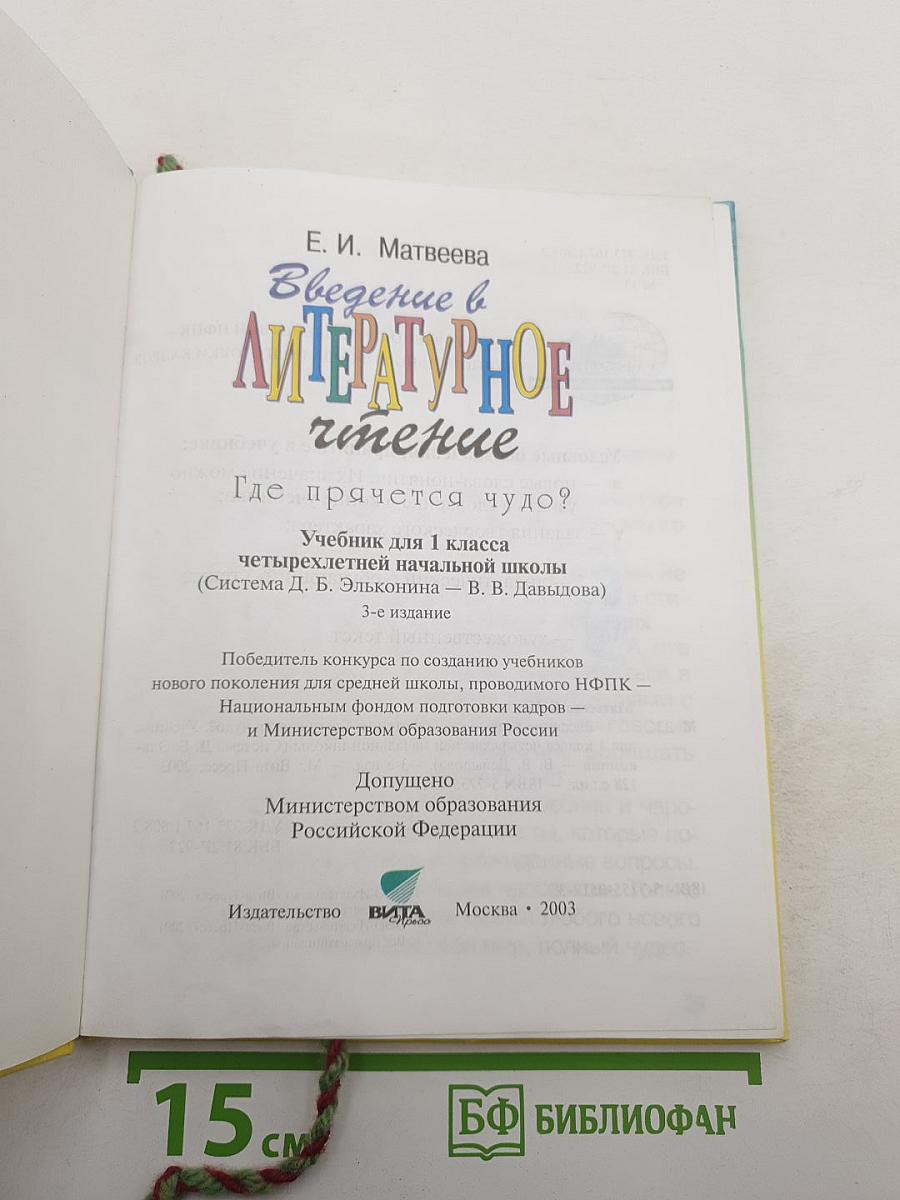 Е. И. Матвеева
Введение в
ЛИТЕРАТУРНОЕ
чтение
Где прячется чудо?
Учебник для 1 класса
четырехлетней начальной школы
(Система Д. Б. Эльконина — В. В. Давыдова)
3-е издание
Победитель конкурса по созданию учебников
нового поколения для средней школы, проводимого НФПК —
Национальным фондом подготовки кадров —
и Министерством образования России
Допущено
Министерством образования
Российской Федерации
Издательство ВИТА Пресс Москва • 2003
15 см БФ БИБЛИОФАН